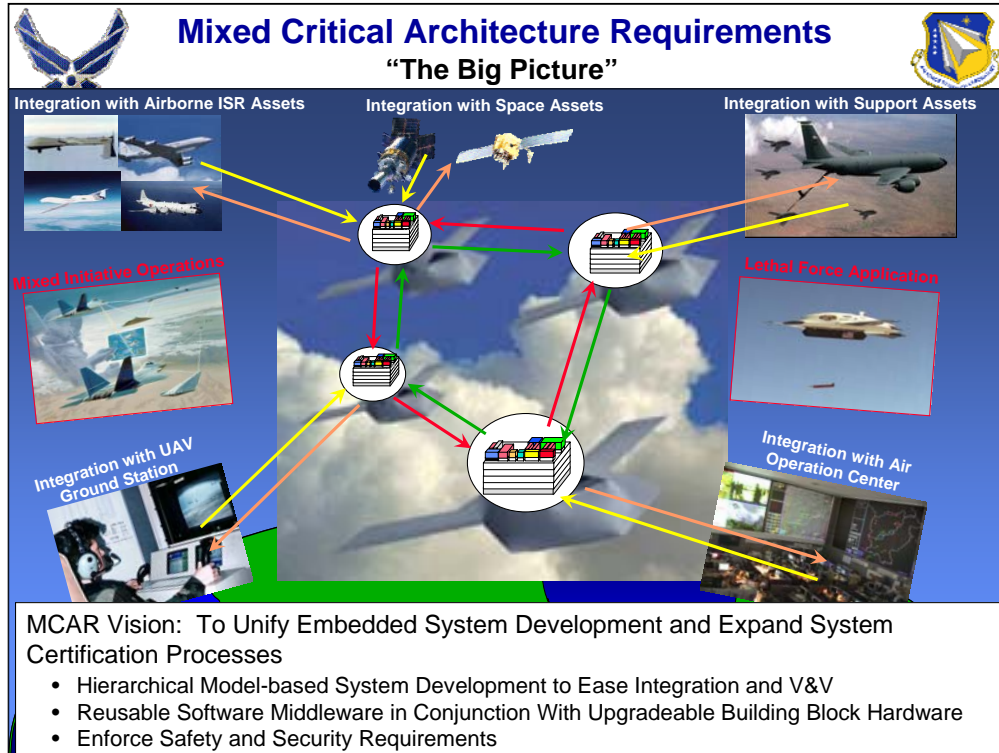 Mixed Critical Architecture Requirements
“The Big Picture”
Integration with Airborne ISR Assets
Integration with Space Assets
Integration with Support Assets
Mixed Initiative Operations
Lethal Force Application
Integration with UAV
Ground Station
Integration with Air
Operation Center
MCAR Vision:  To Unify Embedded System Development and Expand System
Certification Processes
• Hierarchical Model-based System Development to Ease Integration and V&V
• Reusable Software Middleware in Conjunction With Upgradeable Building Block Hardware
• Enforce Safety and Security Requirements